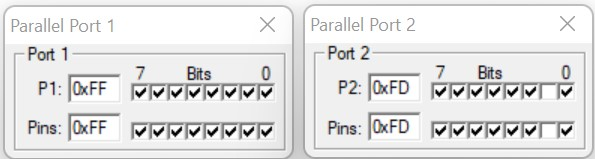 Parallel Port 1
Port 1
7 Bits 0
P1: 0xFF
Pins: 0xFF
Parallel Port 2
Port 2
7 Bits 0
P2: 0xFD
Pins: 0xFD